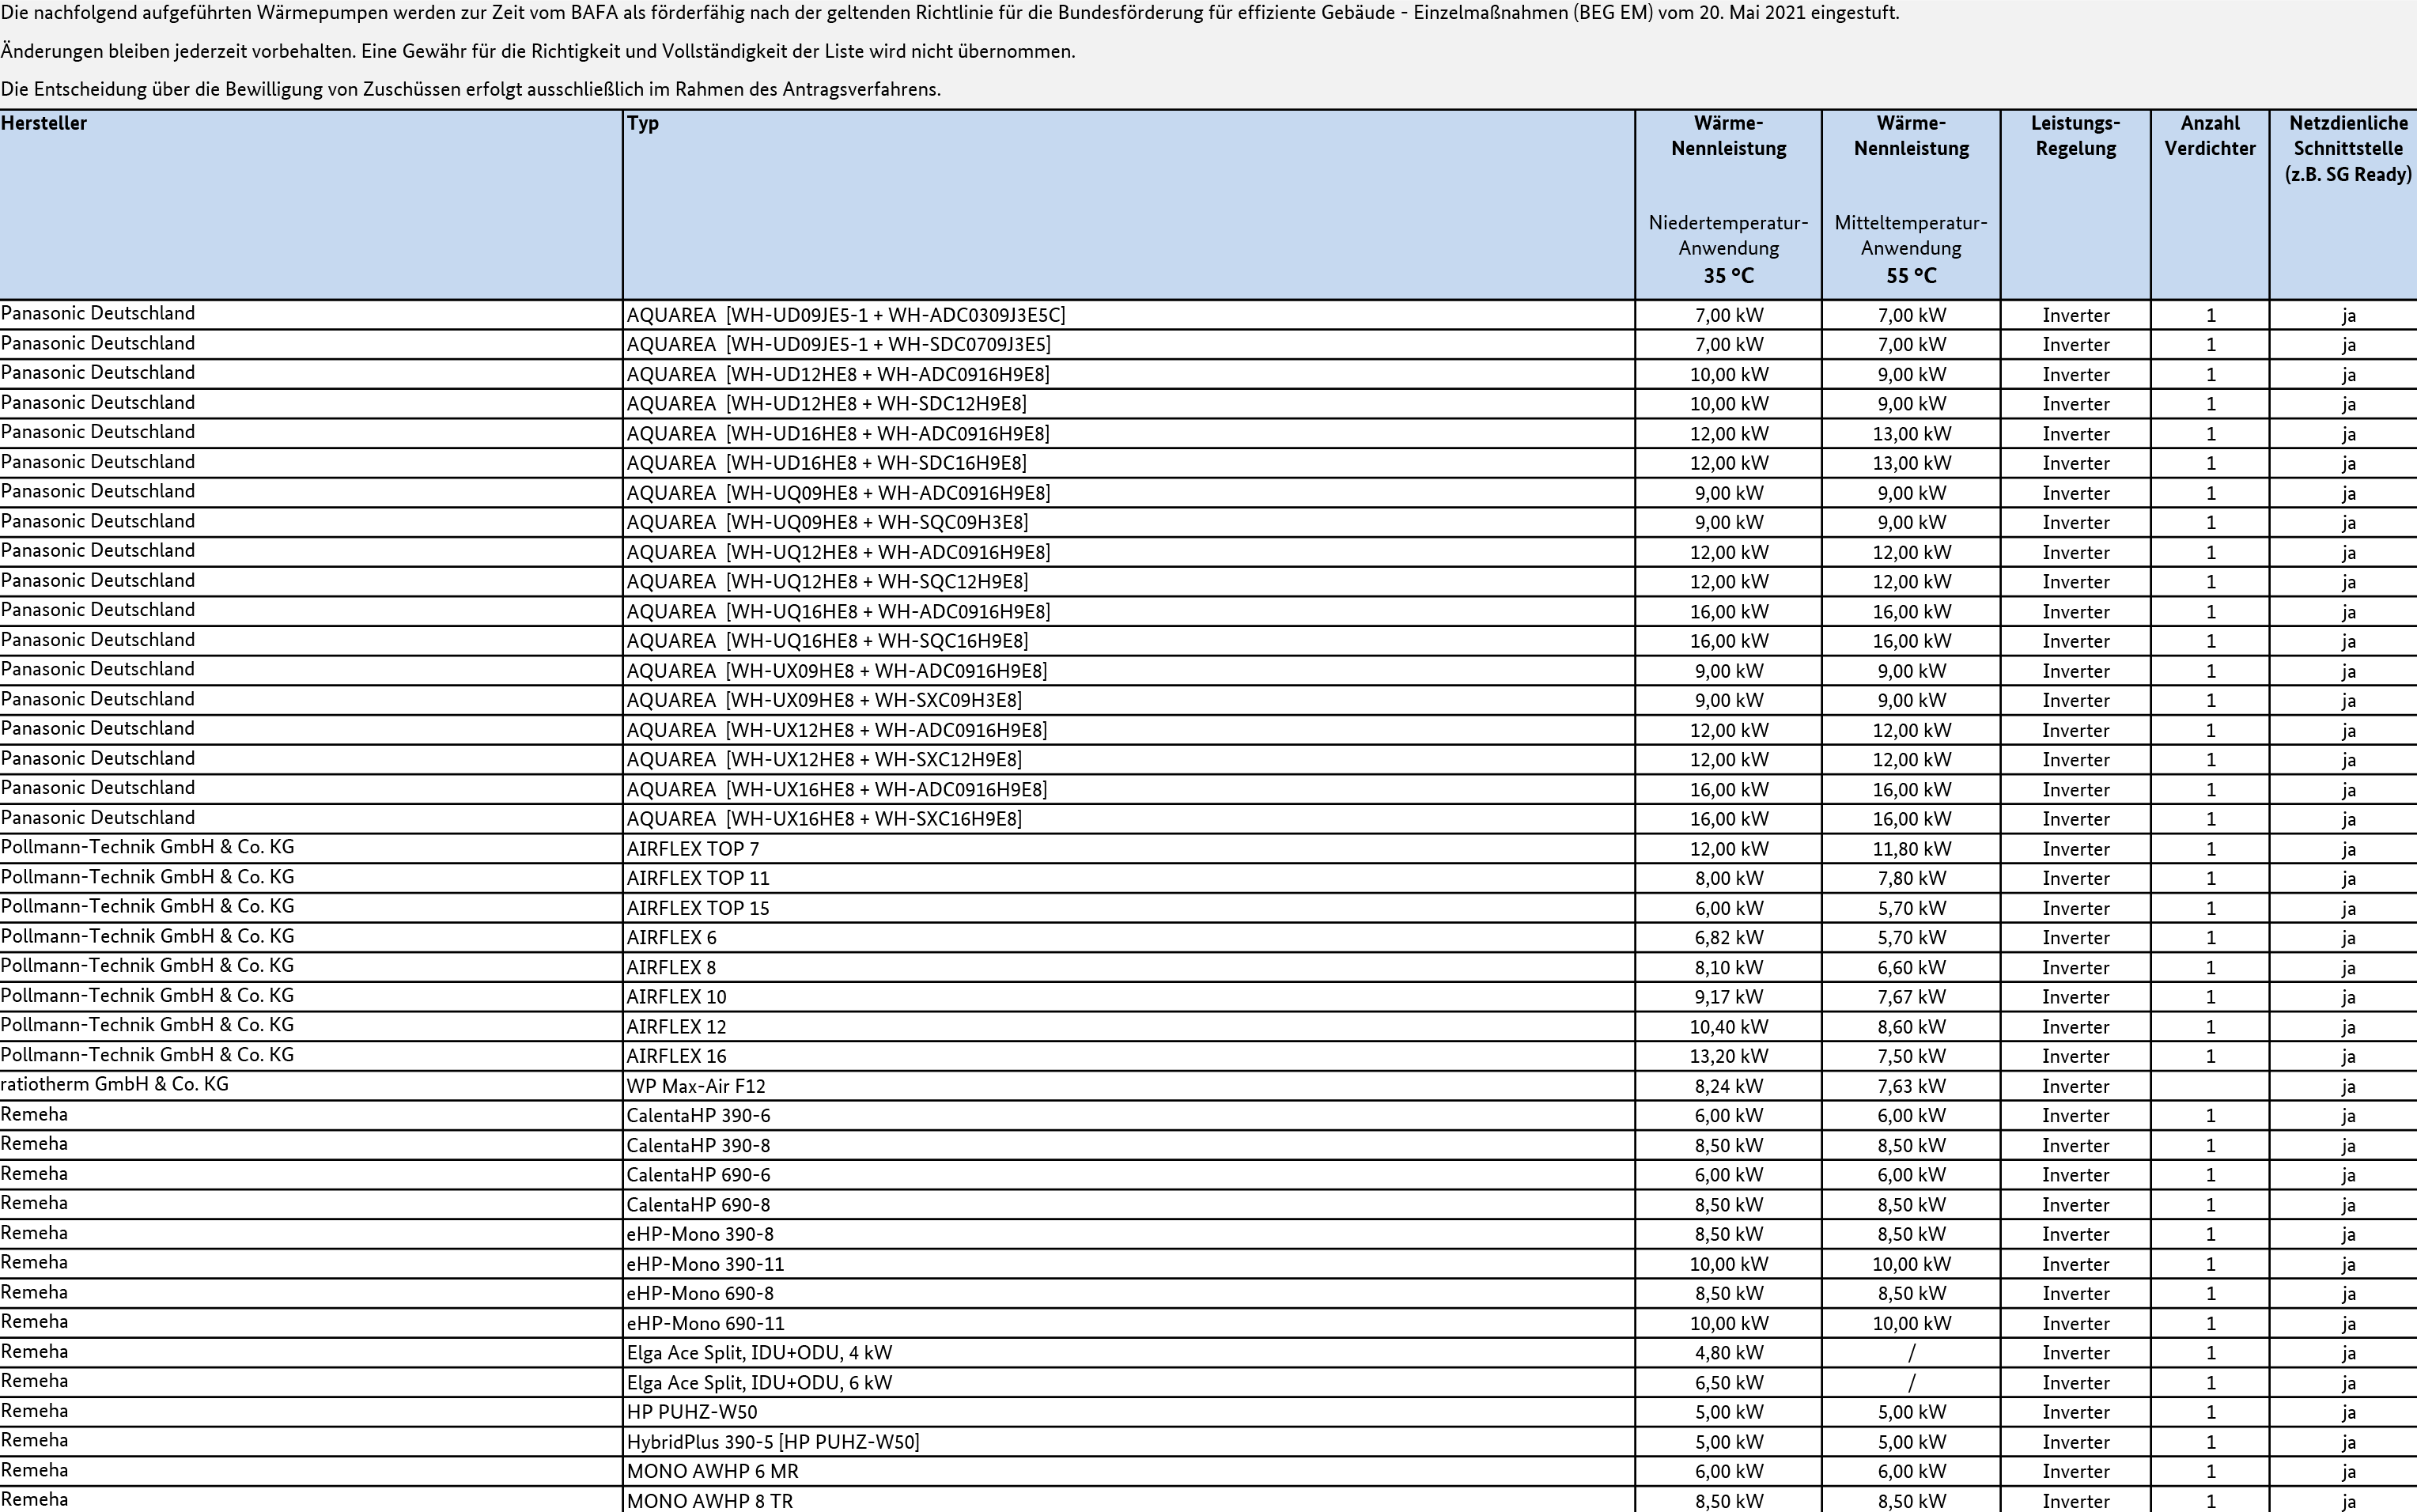 Die nachfolgend aufgeführten Wärmepumpen werden zur Zeit vom BAFA als förderfähig nach der geltenden Richtlinie für die Bundesförderung für effiziente Gebäude - Einzelmaßnahmen (BEG EM) vom 20. Mai 2021 eingestuft.
Änderungen bleiben jederzeit vorbehalten. Eine Gewähr für die Richtigkeit und Vollständigkeit der Liste wird nicht übernommen.
Die Entscheidung über die Bewilligung von Zuschüssen erfolgt ausschließlich im Rahmen des Antragsverfahrens.
Hersteller Typ Wärme- Wärme- Leistungs- Anzahl Netzdienliche
Nennleistung Nennleistung Regelung Verdichter Schnittstelle
(z.B. SG Ready)
Niedertemperatur- Mitteltemperatur-
Anwendung Anwendung
35 °C 55 °C
Panasonic Deutschland AQUAREA [WH-UD09JE5-1 + WH-ADC0309J3E5C] 7,00 kW 7,00 kW Inverter 1 ja
Panasonic Deutschland AQUAREA [WH-UD09JE5-1 + WH-SDC0709J3E5] 7,00 kW 7,00 kW Inverter 1 ja
Panasonic Deutschland AQUAREA [WH-UD12HE8 + WH-ADC0916H9E8] 10,00 kW 9,00 kW Inverter 1 ja
Panasonic Deutschland AQUAREA [WH-UD12HE8 + WH-SDC12H9E8] 10,00 kW 9,00 kW Inverter 1 ja
Panasonic Deutschland AQUAREA [WH-UD16HE8 + WH-ADC0916H9E8] 12,00 kW 13,00 kW Inverter 1 ja
Panasonic Deutschland AQUAREA [WH-UD16HE8 + WH-SDC16H9E8] 12,00 kW 13,00 kW Inverter 1 ja
Panasonic Deutschland AQUAREA [WH-UQ09HE8 + WH-ADC0916H9E8] 9,00 kW 9,00 kW Inverter 1 ja
Panasonic Deutschland AQUAREA [WH-UQ09HE8 + WH-SQC09H3E8] 9,00 kW 9,00 kW Inverter 1 ja
Panasonic Deutschland AQUAREA [WH-UQ12HE8 + WH-ADC0916H9E8] 12,00 kW 12,00 kW Inverter 1 ja
Panasonic Deutschland AQUAREA [WH-UQ12HE8 + WH-SQC12H9E8] 12,00 kW 12,00 kW Inverter 1 ja
Panasonic Deutschland AQUAREA [WH-UQ16HE8 + WH-ADC0916H9E8] 16,00 kW 16,00 kW Inverter 1 ja
Panasonic Deutschland AQUAREA [WH-UQ16HE8 + WH-SQC16H9E8] 16,00 kW 16,00 kW Inverter 1 ja
Panasonic Deutschland AQUAREA [WH-UX09HE8 + WH-ADC0916H9E8] 9,00 kW 9,00 kW Inverter 1 ja
Panasonic Deutschland AQUAREA [WH-UX09HE8 + WH-SXC09H3E8] 9,00 kW 9,00 kW Inverter 1 ja
Panasonic Deutschland AQUAREA [WH-UX12HE8 + WH-ADC0916H9E8] 12,00 kW 12,00 kW Inverter 1 ja
Panasonic Deutschland AQUAREA [WH-UX12HE8 + WH-SXC12H9E8] 12,00 kW 12,00 kW Inverter 1 ja
Panasonic Deutschland AQUAREA [WH-UX16HE8 + WH-ADC0916H9E8] 16,00 kW 16,00 kW Inverter 1 ja
Panasonic Deutschland AQUAREA [WH-UX16HE8 + WH-SXC16H9E8] 16,00 kW 16,00 kW Inverter 1 ja
Pollmann-Technik GmbH & Co. KG AIRFLEX TOP 7 12,00 kW 11,80 kW Inverter 1 ja
Pollmann-Technik GmbH & Co. KG AIRFLEX TOP 11 8,00 kW 7,80 kW Inverter 1 ja
Pollmann-Technik GmbH & Co. KG AIRFLEX TOP 15 6,00 kW 5,70 kW Inverter 1 ja
Pollmann-Technik GmbH & Co. KG AIRFLEX 6 6,82 kW 5,70 kW Inverter 1 ja
Pollmann-Technik GmbH & Co. KG AIRFLEX 8 8,10 kW 6,60 kW Inverter 1 ja
Pollmann-Technik GmbH & Co. KG AIRFLEX 10 9,17 kW 7,67 kW Inverter 1 ja
Pollmann-Technik GmbH & Co. KG AIRFLEX 12 10,40 kW 8,60 kW Inverter 1 ja
Pollmann-Technik GmbH & Co. KG AIRFLEX 16 13,20 kW 7,50 kW Inverter 1 ja
ratiotherm GmbH & Co. KG WP Max-Air F12 8,24 kW 7,63 kW Inverter ja
Remeha CalentaHP 390-6 6,00 kW 6,00 kW Inverter 1 ja
Remeha CalentaHP 390-8 8,50 kW 8,50 kW Inverter 1 ja
Remeha CalentaHP 690-6 6,00 kW 6,00 kW Inverter 1 ja
Remeha CalentaHP 690-8 8,50 kW 8,50 kW Inverter 1 ja
Remeha eHP-Mono 390-8 8,50 kW 8,50 kW Inverter 1 ja
Remeha eHP-Mono 390-11 10,00 kW 10,00 kW Inverter 1 ja
Remeha eHP-Mono 690-8 8,50 kW 8,50 kW Inverter 1 ja
Remeha eHP-Mono 690-11 10,00 kW 10,00 kW Inverter 1 ja
Remeha Elga Ace Split, IDU+ODU, 4 kW 4,80 kW / Inverter 1 ja
Remeha Elga Ace Split, IDU+ODU, 6 kW 6,50 kW / Inverter 1 ja
Remeha HP PUHZ-W50 5,00 kW 5,00 kW Inverter 1 ja
Remeha HybridPlus 390-5 [HP PUHZ-W50] 5,00 kW 5,00 kW Inverter 1 ja
Remeha MONO AWHP 6 MR 6,00 kW 6,00 kW Inverter 1 ja
Remeha MONO AWHP 8 TR 8,50 kW 8,50 kW Inverter 1 ja